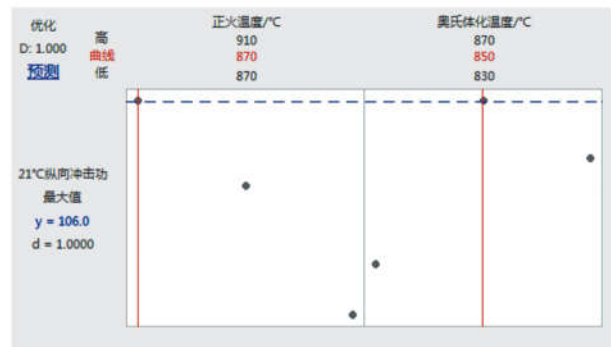 优化 正火温度/℃ 奥氏体化温度/℃
D: 1.000 高 910 870
曲线 870 850
预测 低 870 830
21℃纵向冲击功
最大值
y = 106.0
d = 1.0000